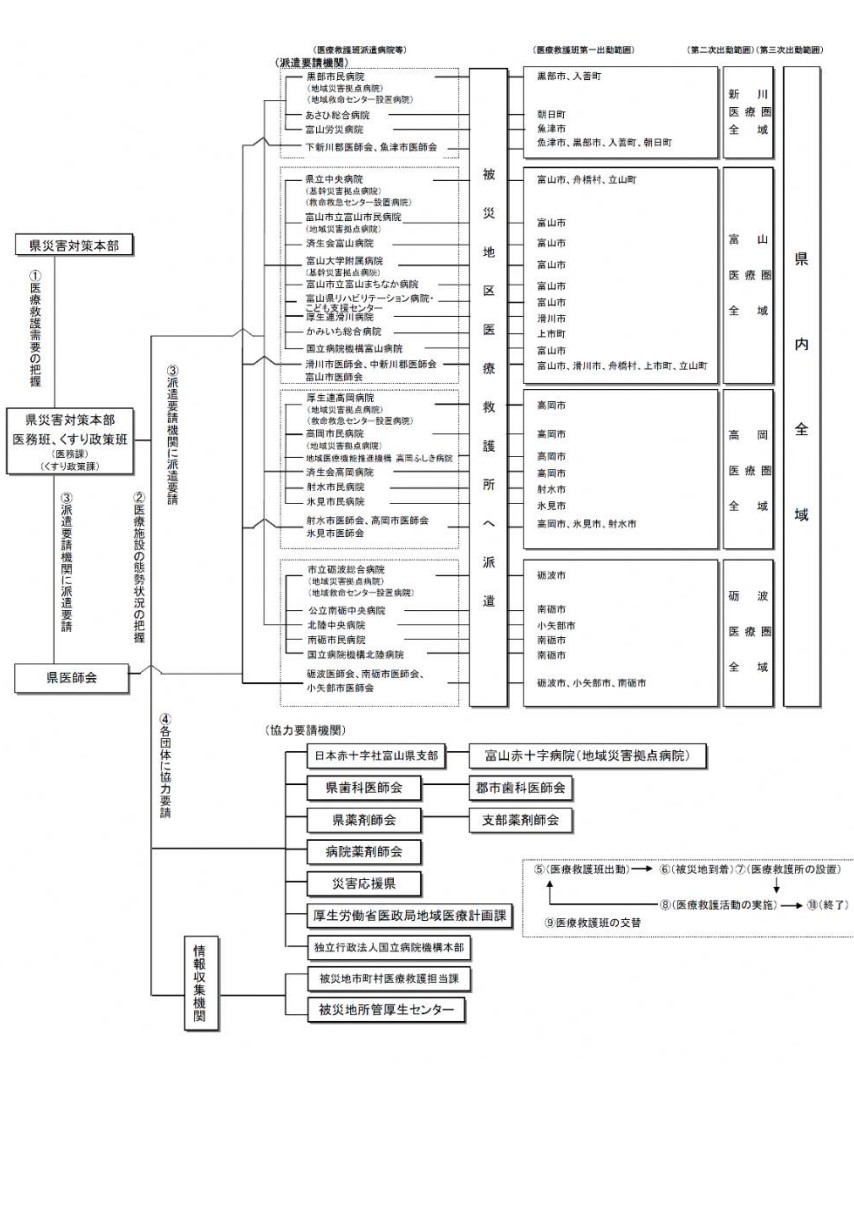 (医療救護班派遣病院等)
(派遣要請機関)
(医療救護班第一出動範囲)
(第二次出動範囲)(第三次出動範囲)
県災害対策本部
①医療救護需要の把握
県災害対策本部
医務班、くすり政策班
(医務課)
(くすり政策課)
③派遣要請機関に派遣要請
県医師会
②医療施設の態勢状況の把握
③派遣要請機関に派遣要請
④各団体に協力要請
黒部市民病院
(地域災害拠点病院)
(地域救命センター設置病院)
あさひ総合病院
富山労災病院
下新川郡医師会、魚津市医師会
県立中央病院
(基幹災害拠点病院)
(救命救急センター設置病院)
富山市立富山市民病院
(地域災害拠点病院)
済生会富山病院
富山大学附属病院
(基幹災害拠点病院)
富山市立富山まちなか病院
富山県リハビリテーション病院・
こども支援センター
厚生連滑川病院
かみいち総合病院
国立病院機構富山病院
滑川市医師会、中新川郡医師会
富山市医師会
厚生連高岡病院
(地域災害拠点病院)
(救命救急センター設置病院)
高岡市民病院
(地域災害拠点病院)
地域医療機能推進機構 高岡ふしき病院
済生会高岡病院
射水市民病院
氷見市民病院
射水市医師会、高岡市医師会
氷見市医師会
市立砺波総合病院
(地域災害拠点病院)
(地域救命センター設置病院)
公立南砺中央病院
北陸中央病院
南砺市民病院
国立病院機構北陸病院
砺波医師会、南砺市医師会、
小矢部市医師会
被災地区医療救護所へ派遣
黒部市、入善町
朝日町
魚津市
魚津市、黒部市、入善町、朝日町
富山市、舟橋村、立山町
富山市
富山市
富山市
富山市
富山市
滑川市
上市町
富山市
富山市、滑川市、舟橋村、上市町、立山町
高岡市
高岡市
高岡市
高岡市
射水市
氷見市
高岡市、氷見市、射水市
砺波市
南砺市
小矢部市
南砺市
南砺市
砺波市、小矢部市、南砺市
新川
医療圏
全域
富山
医療圏
全域
高岡
医療圏
全域
砺波
医療圏
全域
県内全域
(協力要請機関)
日本赤十字社富山県支部
富山赤十字病院(地域災害拠点病院)
県歯科医師会
郡市歯科医師会
県薬剤師会
支部薬剤師会
病院薬剤師会
災害応援県
厚生労働省医政局地域医療計画課
独立行政法人国立病院機構本部
情報収集機関
被災地市町村医療救護担当課
被災地所管厚生センター
⑤(医療救護班出動)→ ⑥(被災地到着)⑦(医療救護所の設置)
⑧(医療救護活動の実施)→ ⑩(終了)
⑨医療救護班の交替